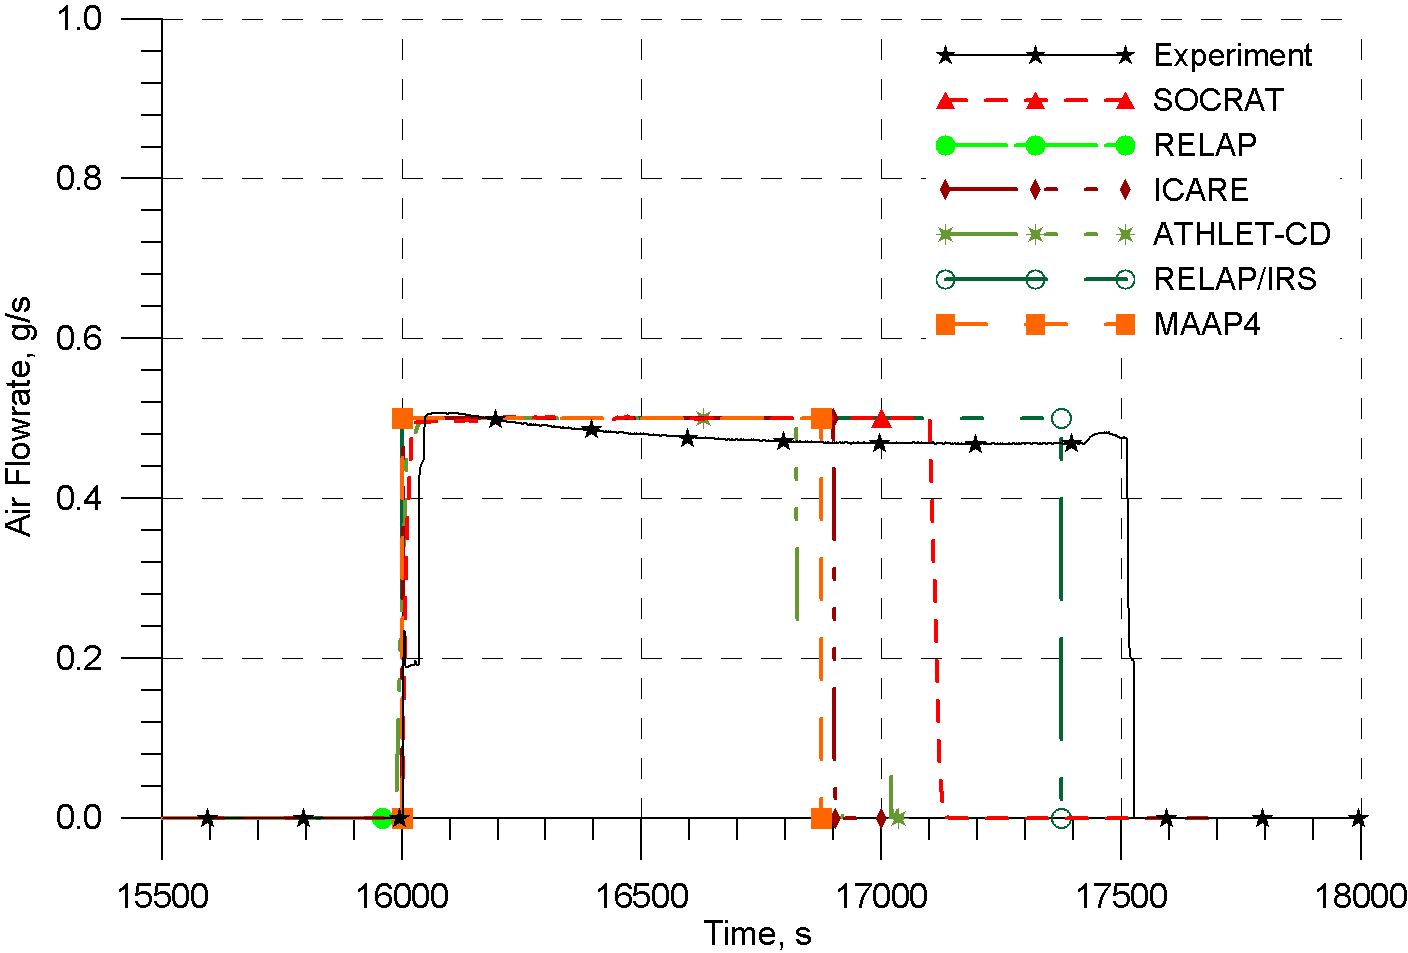 1.0
0.8
0.6
0.4
0.2
0.0
Air Flowrate, g/s
Experiment
SOCRAT
RELAP
ICARE
ATHLET-CD
RELAP/IRS
MAAP4
15500 16000 16500 17000 17500 18000
Time, s